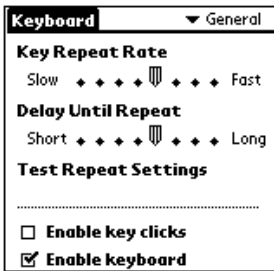 Keyboard General
Key Repeat Rate
Slow Fast
Delay Until Repeat
Short Long
Test Repeat Settings
Enable key clicks
Enable keyboard